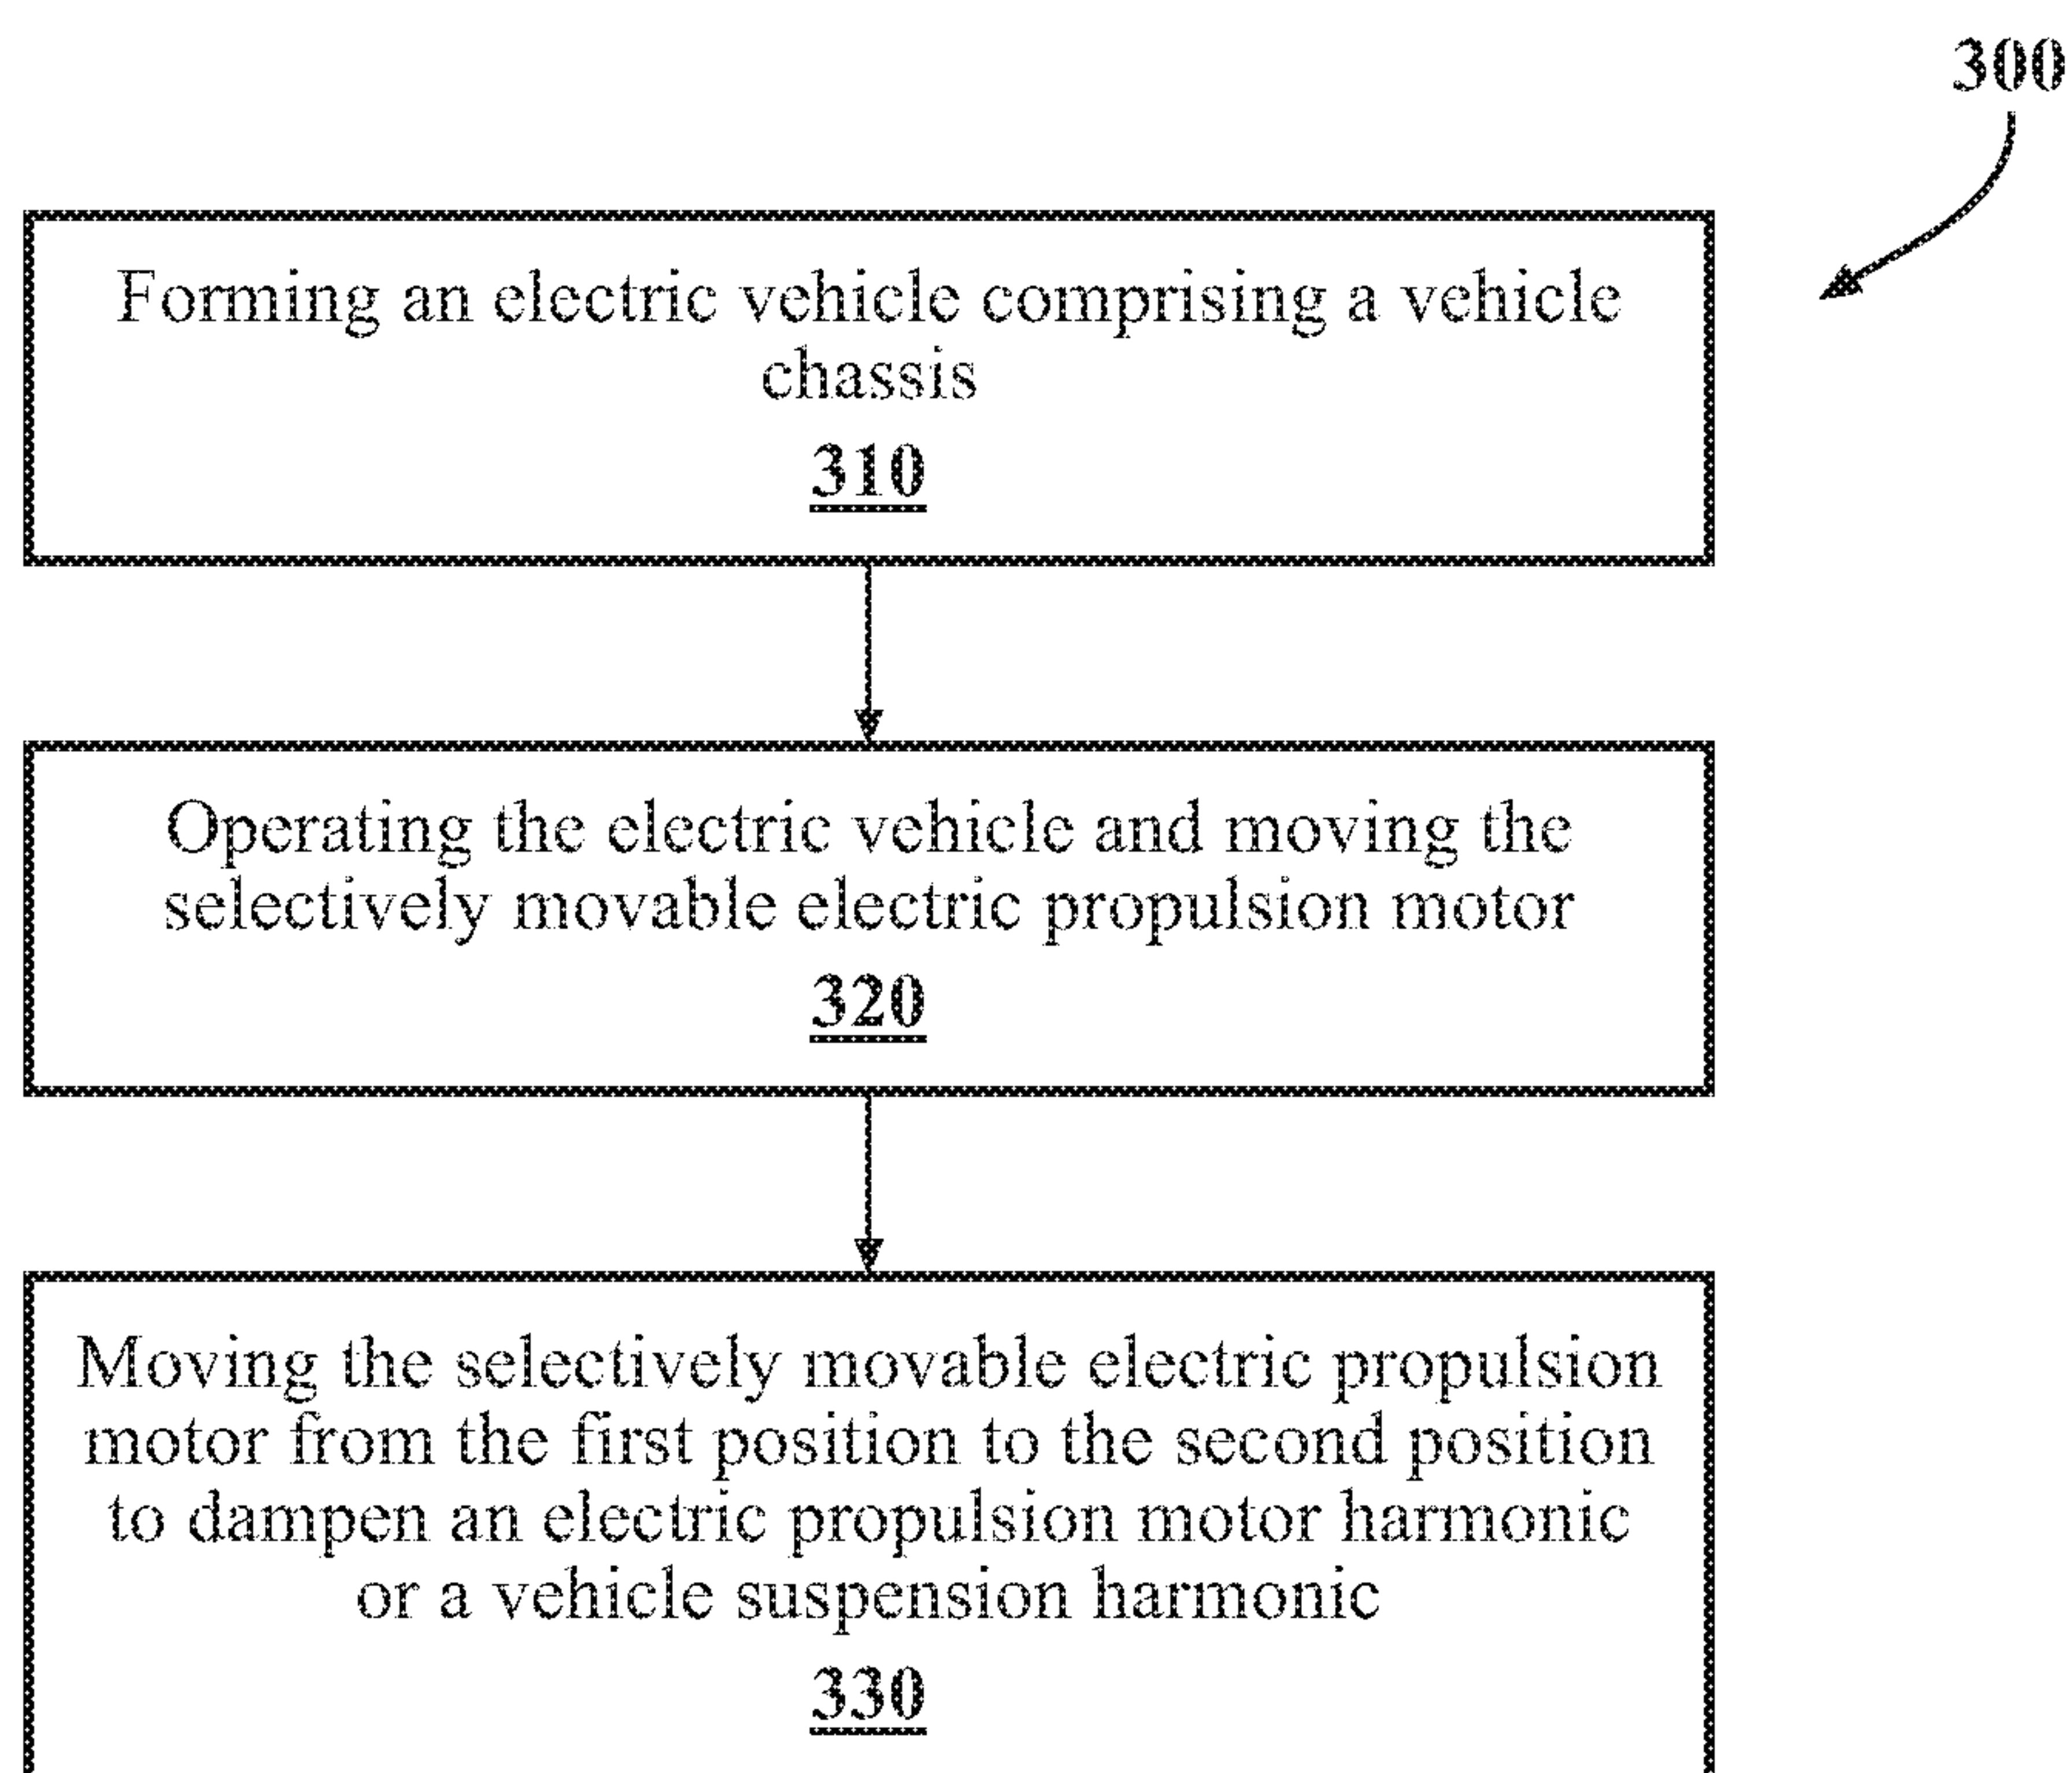 300
Forming an electric vehicle comprising a vehicle
chassis
310
Operating the electric vehicle and moving the
selectively movable electric propulsion motor
320
Moving the selectively movable electric propulsion
motor from the first position to the second position
to dampen an electric propulsion motor harmonic
or a vehicle suspension harmonic
330